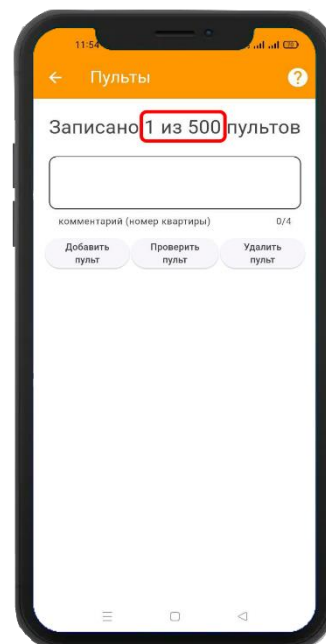 11:54
Пульты
?
Записано 1 из 500 пультов
комментарий (номер квартиры) 0/4
Добавить пульт
Проверить пульт
Удалить пульт